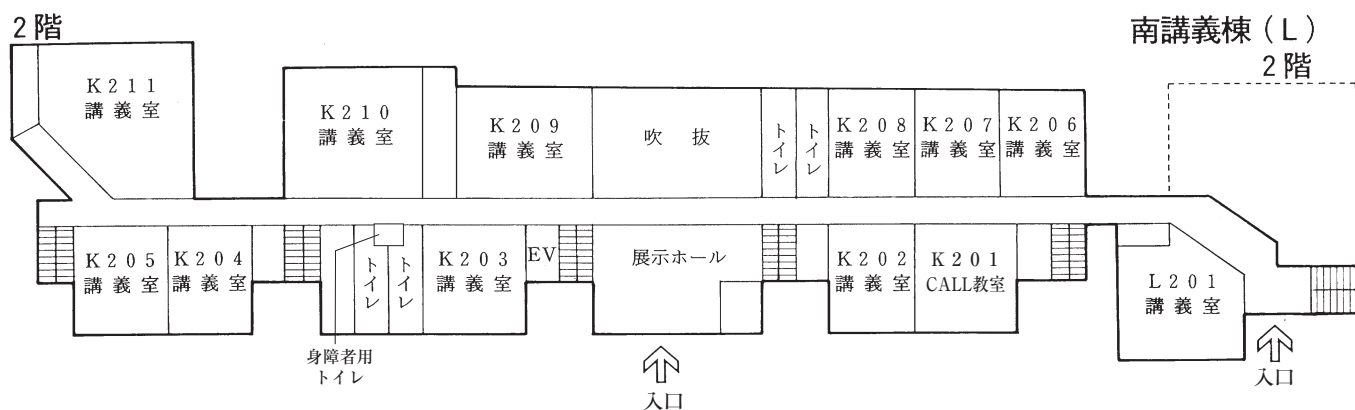 2階
南講義棟(L)
2階
K211
講義室
K210
講義室
K209
講義室
吹抜
トイレ
トイレ
K208
講義室
K207
講義室
K206
講義室
K205
講義室
K204
講義室
トイレ
トイレ
K203
講義室
EV
展示ホール
K202
講義室
K201
CALL教室
L201
講義室
身障者用
トイレ
入口
入口